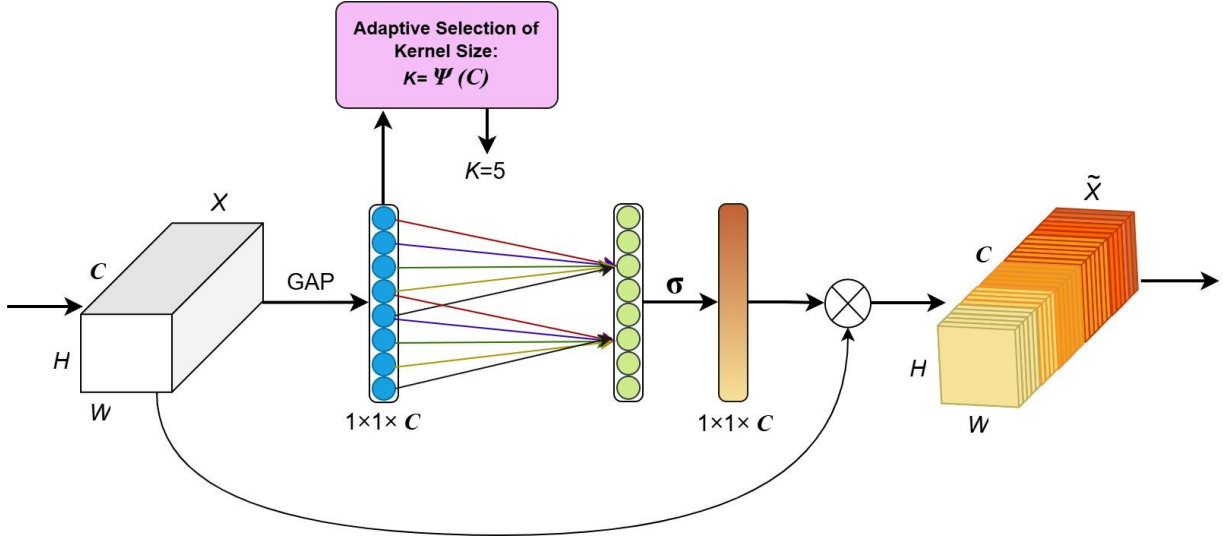 Adaptive Selection of
Kernel Size:
K= Ψ (C)
K=5
X
C
H
W
GAP
1×1× C
σ
1×1× C
X̃
C
H
W